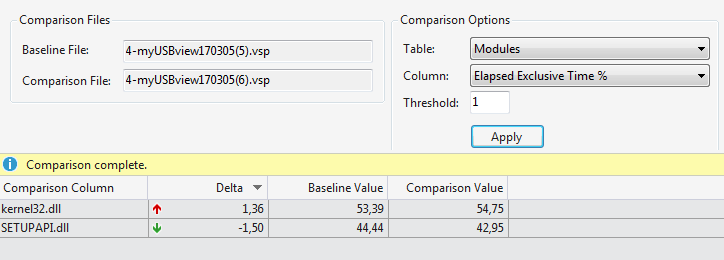 Comparison Files
Baseline File: 4-myUSBview170305(5).vsp
Comparison File: 4-myUSBview170305(6).vsp
Comparison Options
Table: Modules
Column: Elapsed Exclusive Time %
Threshold: 1
Apply
Comparison complete.
Comparison Column Delta Baseline Value Comparison Value
kernel32.dll 1,36 53,39 54,75
SETUPAPI.dll -1,50 44,44 42,95